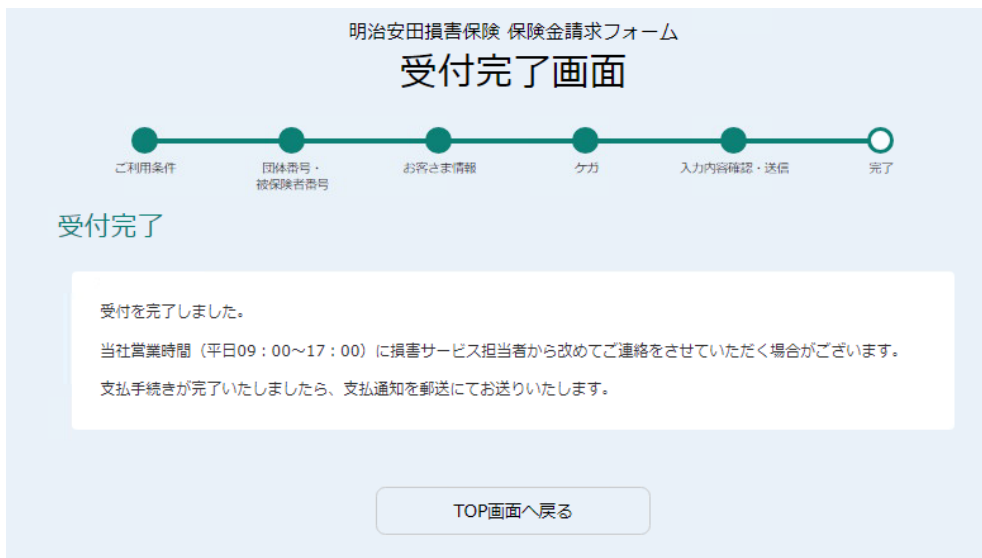 明治安田損害保険 保険金請求フォーム
受付完了画面
ご利用条件
団体番号・
被保険者番号
お客さま情報
ケガ
入力内容確認・送信
完了
受付完了
受付を完了しました。
当社営業時間（平日09：00～17：00）に損害サービス担当者から改めてご連絡をさせていただく場合がございます。
支払手続きが完了いたしましたら、支払通知を郵送にてお送りいたします。
TOP画面へ戻る